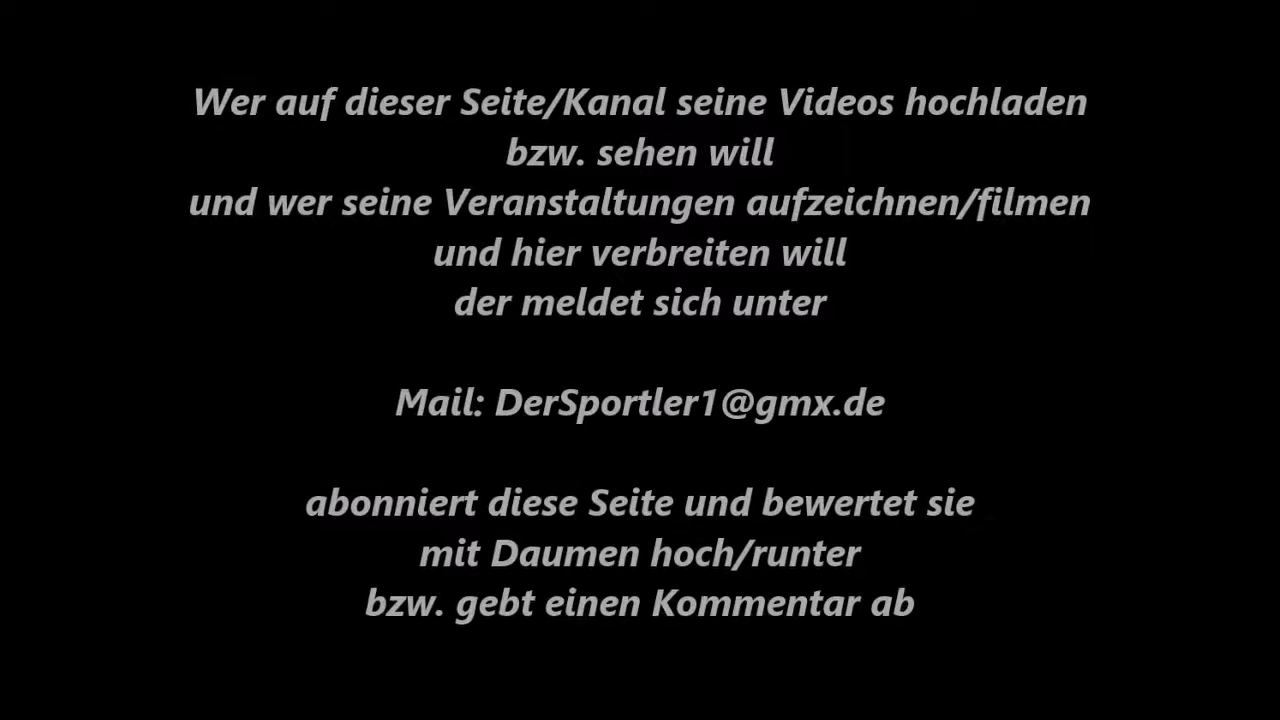 Wer auf dieser Seite/Kanal seine Videos hochladen
bzw. sehen will
und wer seine Veranstaltungen aufzeichnen/filmen
und hier verbreiten will
der meldet sich unter
Mail: DerSportler1@gmx.de
abonniert diese Seite und bewertet sie
mit Daumen hoch/runter
bzw. gebt einen Kommentar ab